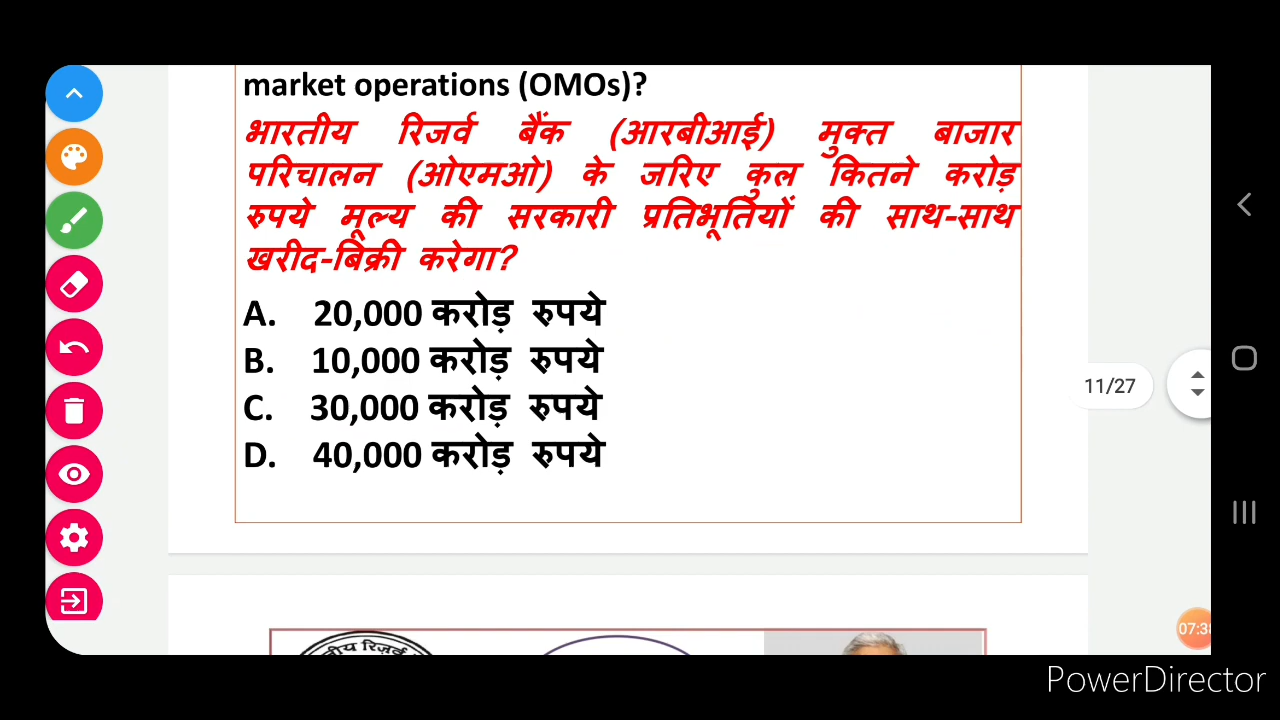 market operations (OMOs)?
भारतीय रिजर्व बैंक (आरबीआई) मुक्त बाजार
परिचालन (ओएमओ) के जरिए कुल कितने करोड़
रुपये मूल्य की सरकारी प्रतिभूतियों की साथ-साथ
खरीद-बिक्री करेगा?
A. 20,000 करोड़ रुपये
B. 10,000 करोड़ रुपये
C. 30,000 करोड़ रुपये
D. 40,000 करोड़ रुपये
11/27
PowerDirector